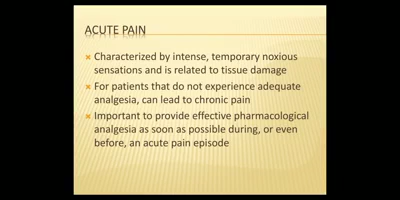 ACUTE PAIN
Characterized by intense, temporary noxious
sensations and is related to tissue damage
For patients that do not experience adequate
analgesia, can lead to chronic pain
Important to provide effective pharmacological
analgesia as soon as possible during, or even
before, an acute pain episode